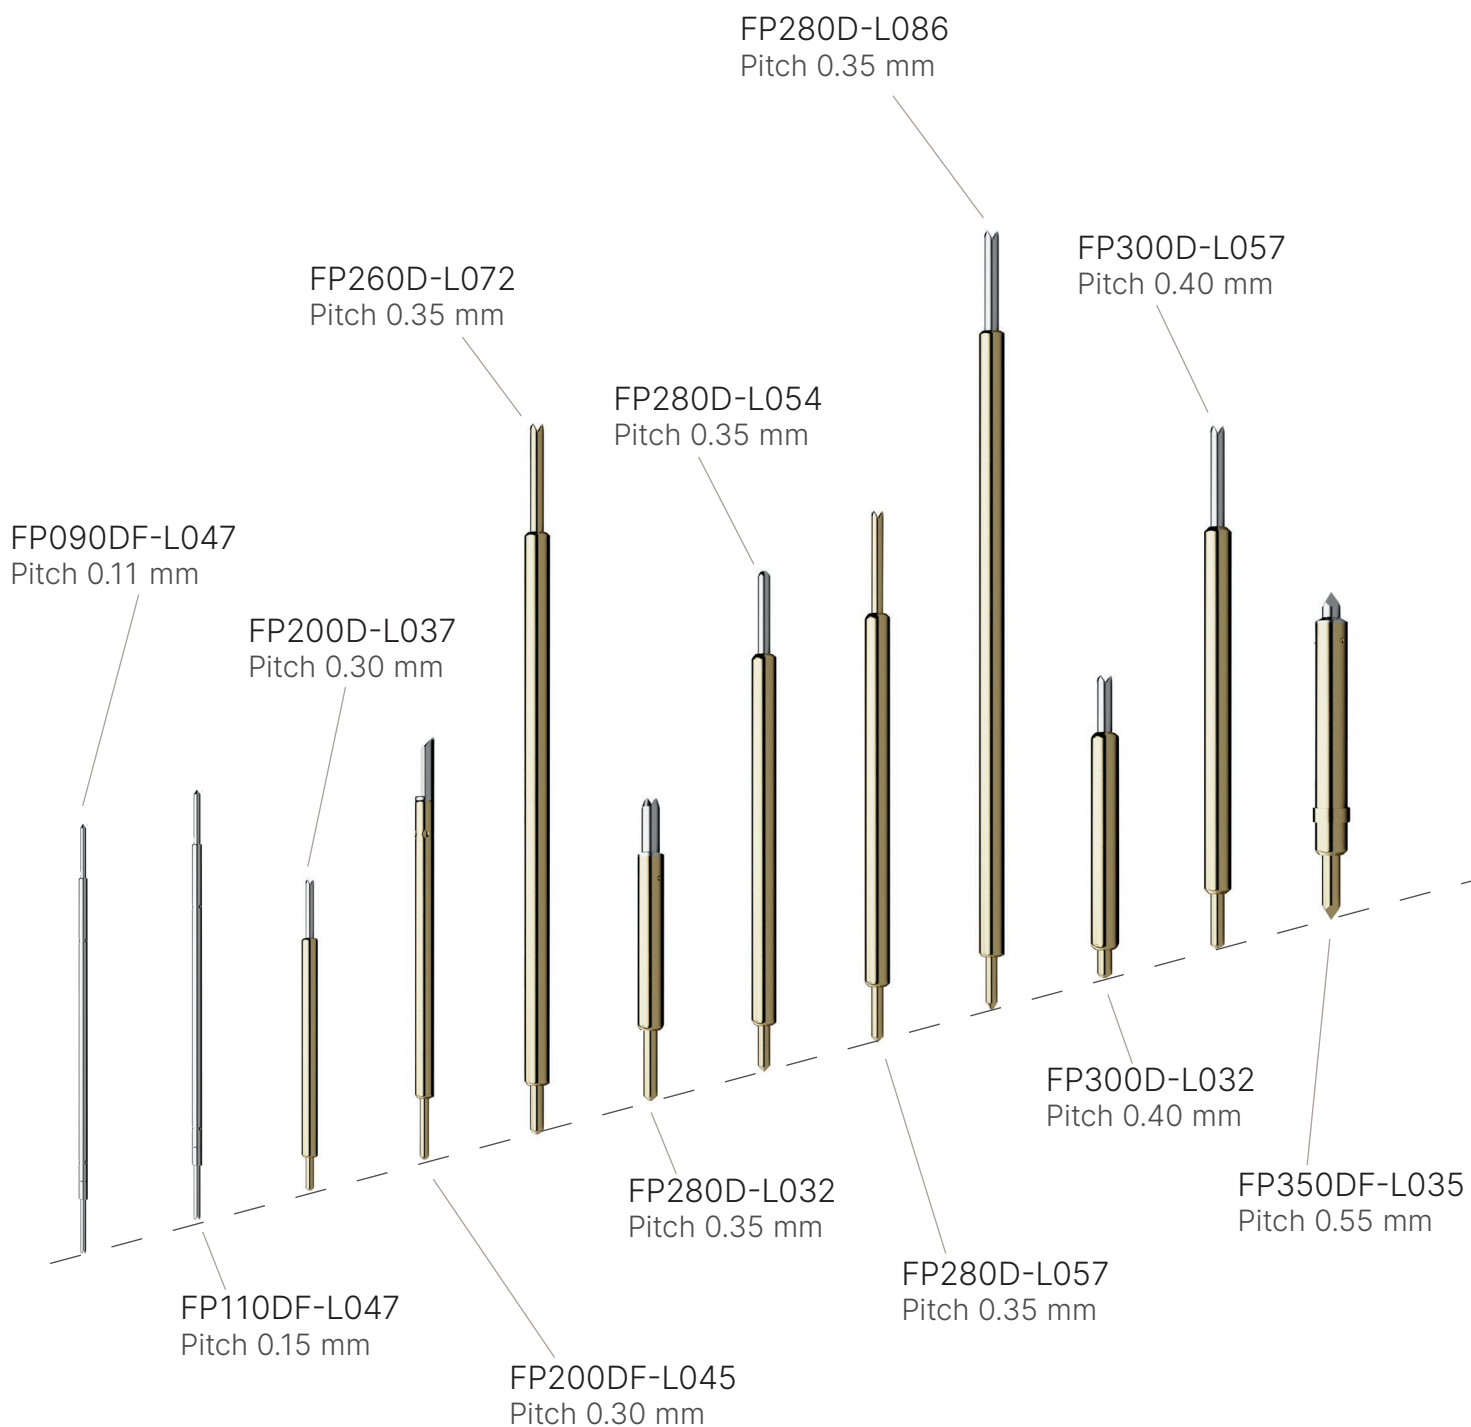 FP280D-L086
Pitch 0.35 mm
FP300D-L057
Pitch 0.40 mm
FP260D-L072
Pitch 0.35 mm
FP280D-L054
Pitch 0.35 mm
FP090DF-L047
Pitch 0.11 mm
FP200D-L037
Pitch 0.30 mm
FP300D-L032
Pitch 0.40 mm
FP280D-L032
Pitch 0.35 mm
FP350DF-L035
Pitch 0.55 mm
FP280D-L057
Pitch 0.35 mm
FP110DF-L047
Pitch 0.15 mm
FP200DF-L045
Pitch 0.30 mm